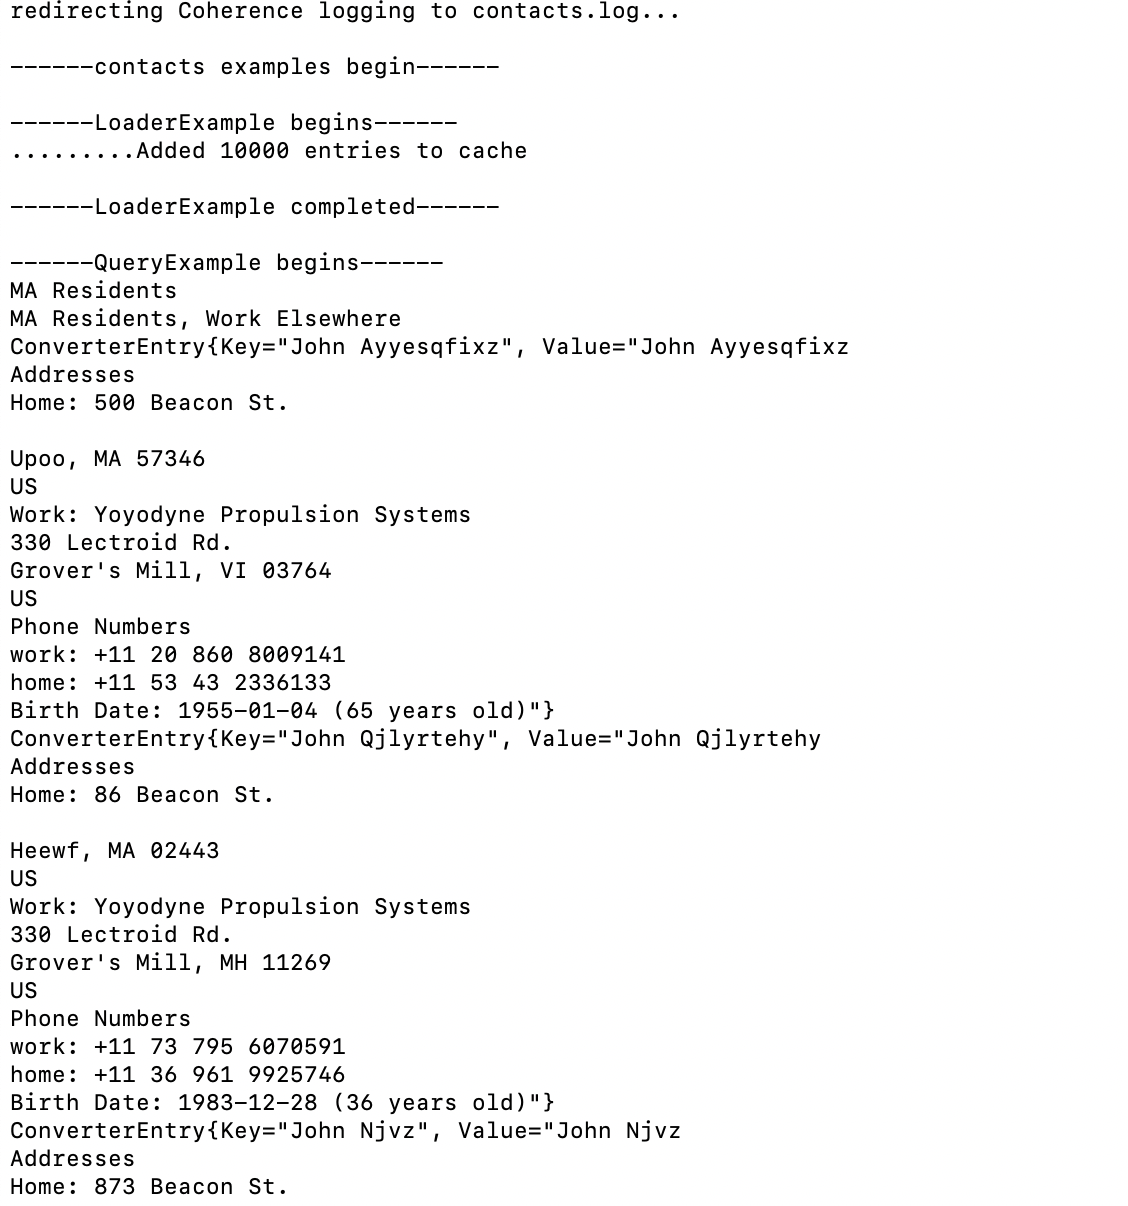 redirecting Coherence logging to contacts.log...
------contacts examples begin------
------LoaderExample begins------
.........Added 10000 entries to cache
------LoaderExample completed------
------QueryExample begins------
MA Residents
MA Residents, Work Elsewhere
ConverterEntry{Key="John Ayyesqfixz", Value="John Ayyesqfixz
Addresses
Home: 500 Beacon St.
Upoo, MA 57346
US
Work: Yoyodyne Propulsion Systems
330 Lectroid Rd.
Grover's Mill, VI 03764
US
Phone Numbers
work: +11 20 860 8009141
home: +11 53 43 2336133
Birth Date: 1955-01-04 (65 years old)"}
ConverterEntry{Key="John Qjlyrtehy", Value="John Qjlyrtehy
Addresses
Home: 86 Beacon St.
Heewf, MA 02443
US
Work: Yoyodyne Propulsion Systems
330 Lectroid Rd.
Grover's Mill, MH 11269
US
Phone Numbers
work: +11 73 795 6070591
home: +11 36 961 9925746
Birth Date: 1983-12-28 (36 years old)"}
ConverterEntry{Key="John Njvz", Value="John Njvz
Addresses
Home: 873 Beacon St.